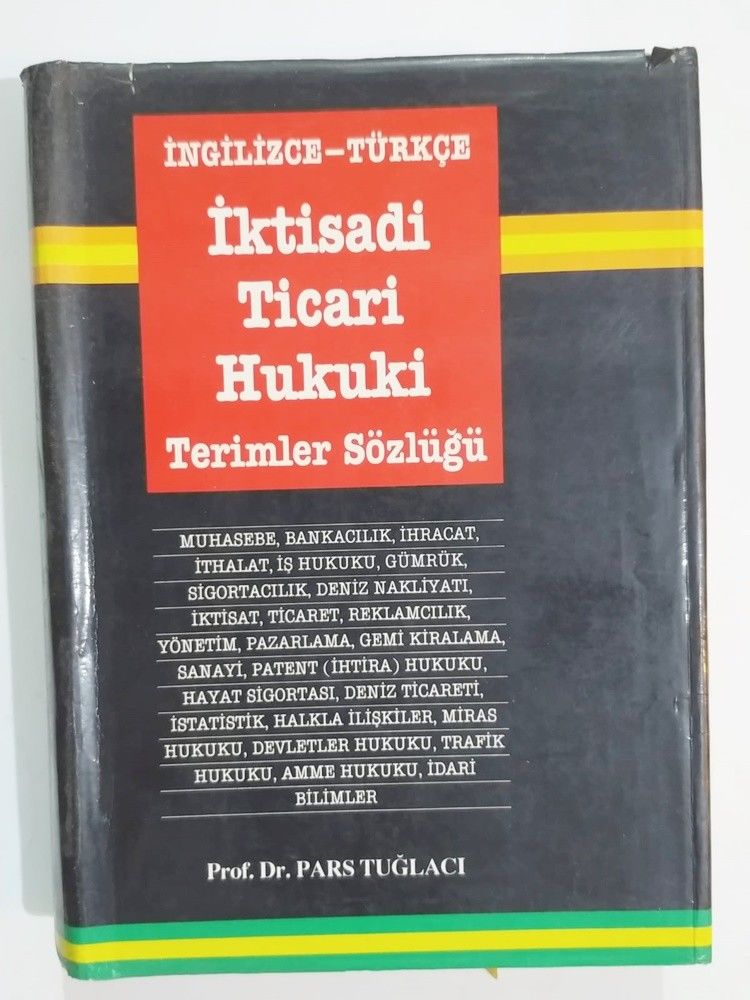 İNGİLİZCE–TÜRKÇE
İktisadi
Ticari
Hukuki
Terimler Sözlüğü
MUHASEBE, BANKACILIK, İHRACAT,
İTHALAT, İŞ HUKUKU, GÜMRÜK,
SİGORTACILIK, DENİZ NAKLİYATI,
İKTİSAT, TİCARET, REKLAMCILIK,
YÖNETİM, PAZARLAMA, GEMİ KİRALAMA,
SANAYİ, PATENT (İHTİRA) HUKUKU,
HAYAT SİGORTASI, DENİZ TİCARETİ,
İSTATİSTİK, HALKLA İLİŞKİLER, MİRAS
HUKUKU, DEVLETLER HUKUKU, TRAFİK
HUKUKU, AMME HUKUKU, İDARİ
BİLİMLER
Prof. Dr. PARS TUĞLACI